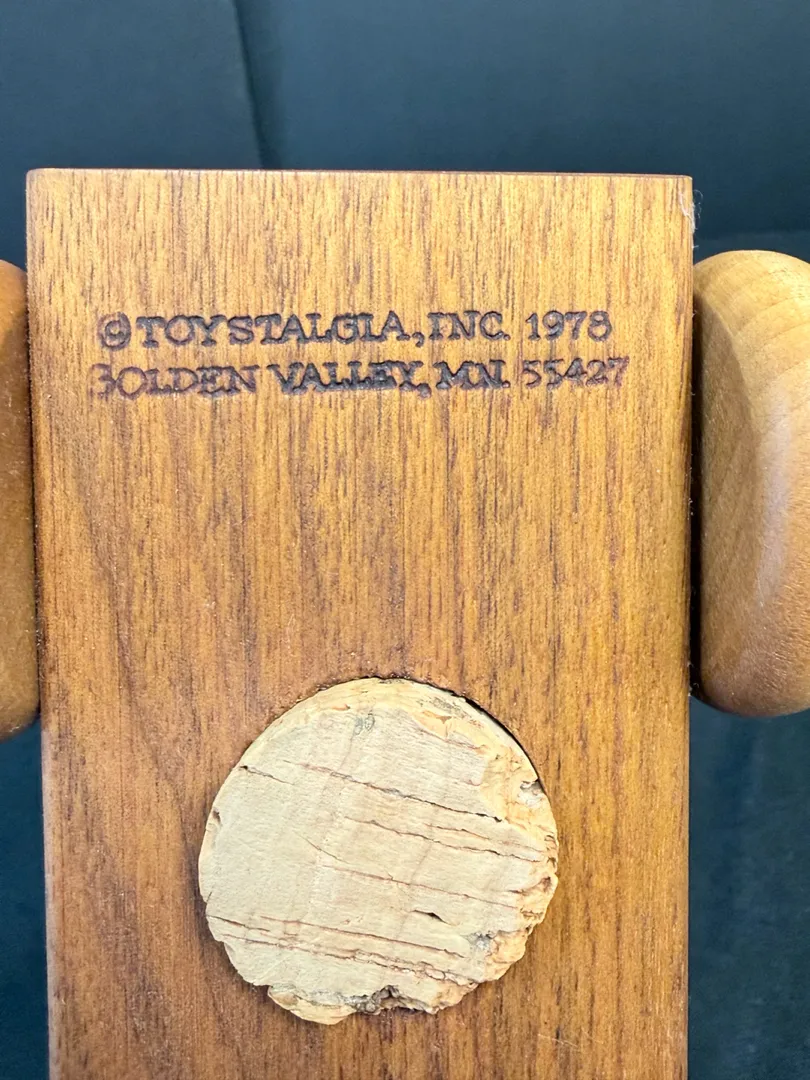 ©TOYSTALGIA, INC. 1978
GOLDEN VALLEY, MN. 55427